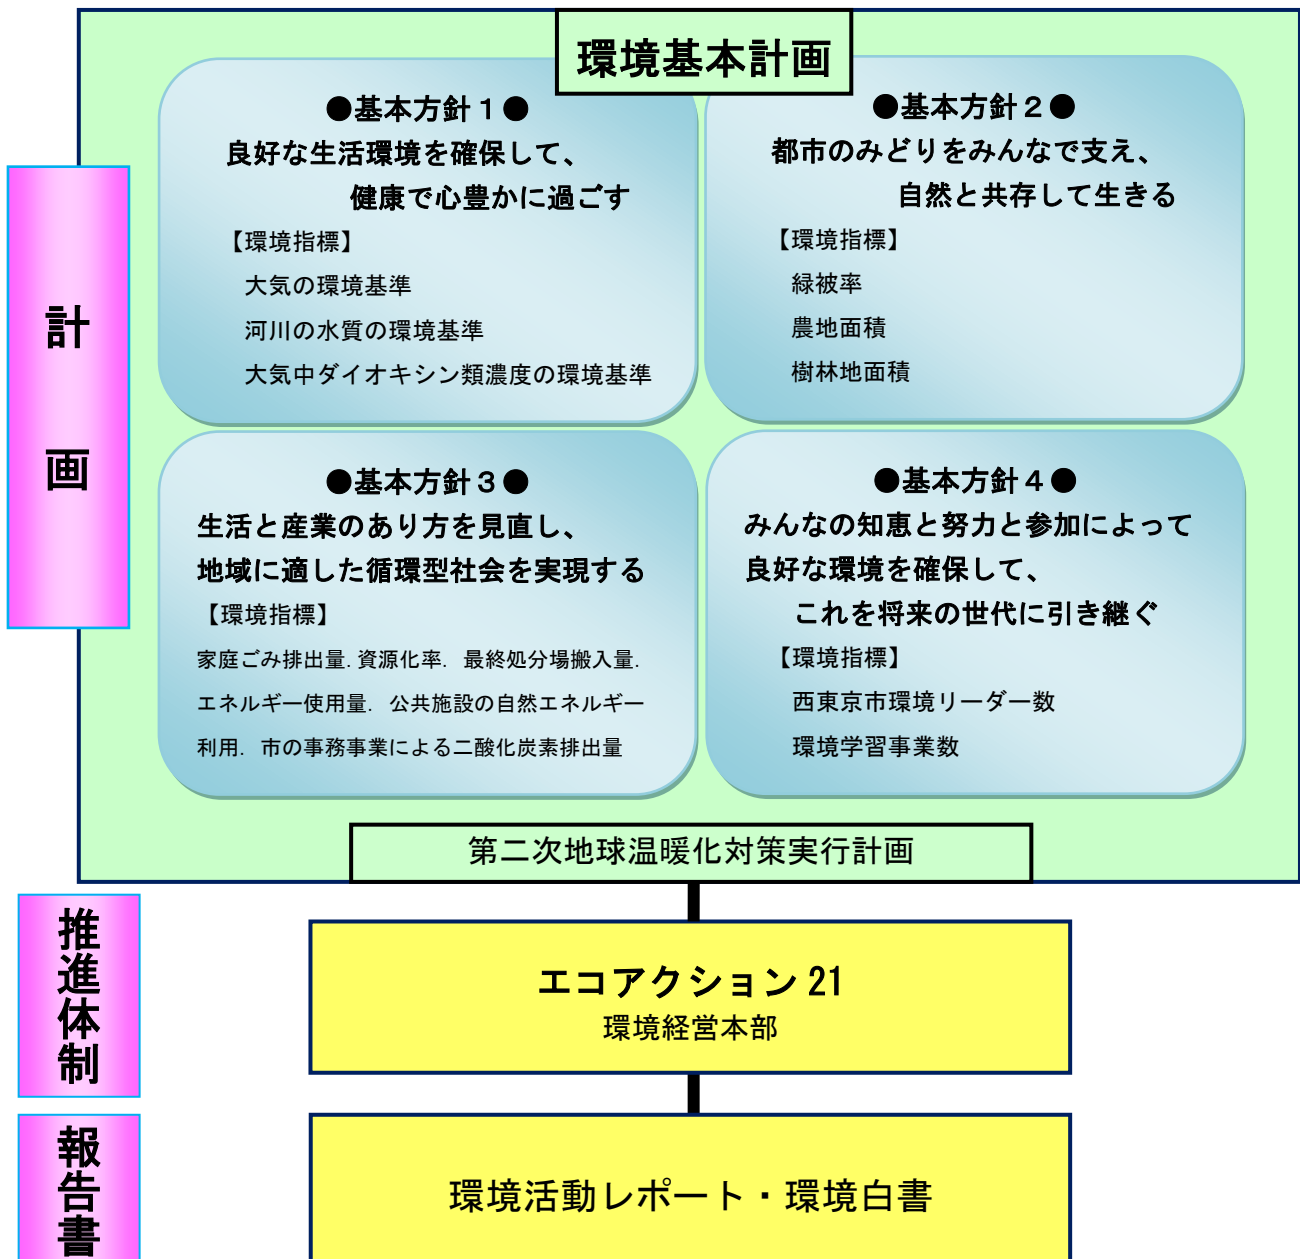 環境基本計画
計画
●基本方針１●
良好な生活環境を確保して、
健康で心豊かに過ごす
【環境指標】
大気の環境基準
河川の水質の環境基準
大気中ダイオキシン類濃度の環境基準
●基本方針２●
都市のみどりをみんなで支え、
自然と共存して生きる
【環境指標】
緑被率
農地面積
樹林地面積
●基本方針３●
生活と産業のあり方を見直し、
地域に適した循環型社会を実現する
【環境指標】
家庭ごみ排出量．資源化率．最終処分場搬入量．
エネルギー使用量．公共施設の自然エネルギー
利用．市の事務事業による二酸化炭素排出量
●基本方針４●
みんなの知恵と努力と参加によって
良好な環境を確保して、
これを将来の世代に引き継ぐ
【環境指標】
西東京市環境リーダー数
環境学習事業数
第二次地球温暖化対策実行計画
推進体制
エコアクション 21
環境経営本部
報告書
環境活動レポート・環境白書